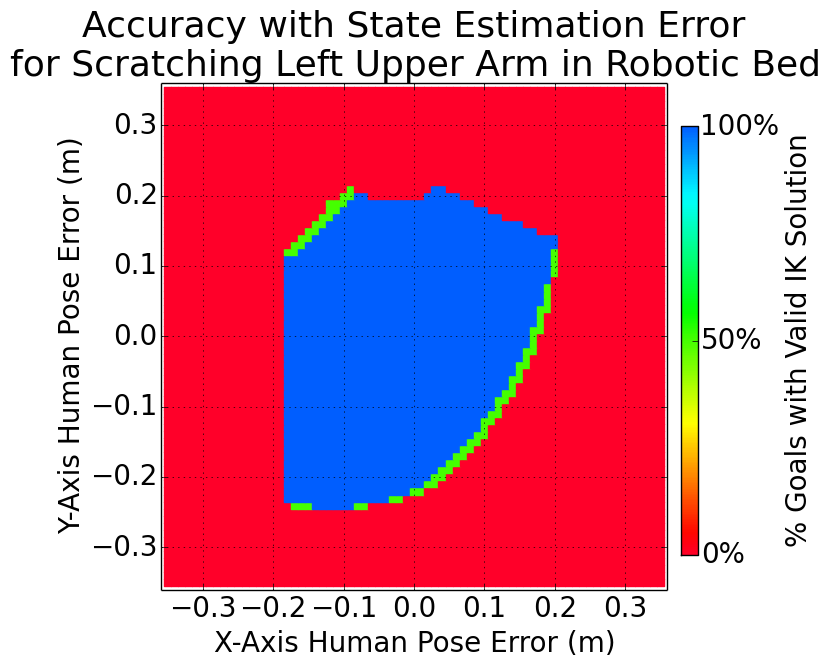 Accuracy with State Estimation Error
for Scratching Left Upper Arm in Robotic Bed
Y-Axis Human Pose Error (m)
0.3
0.2
0.1
0.0
−0.1
−0.2
−0.3
−0.3 −0.2 −0.1 0.0 0.1 0.2 0.3
X-Axis Human Pose Error (m)
100%
50%
0%
% Goals with Valid IK Solution